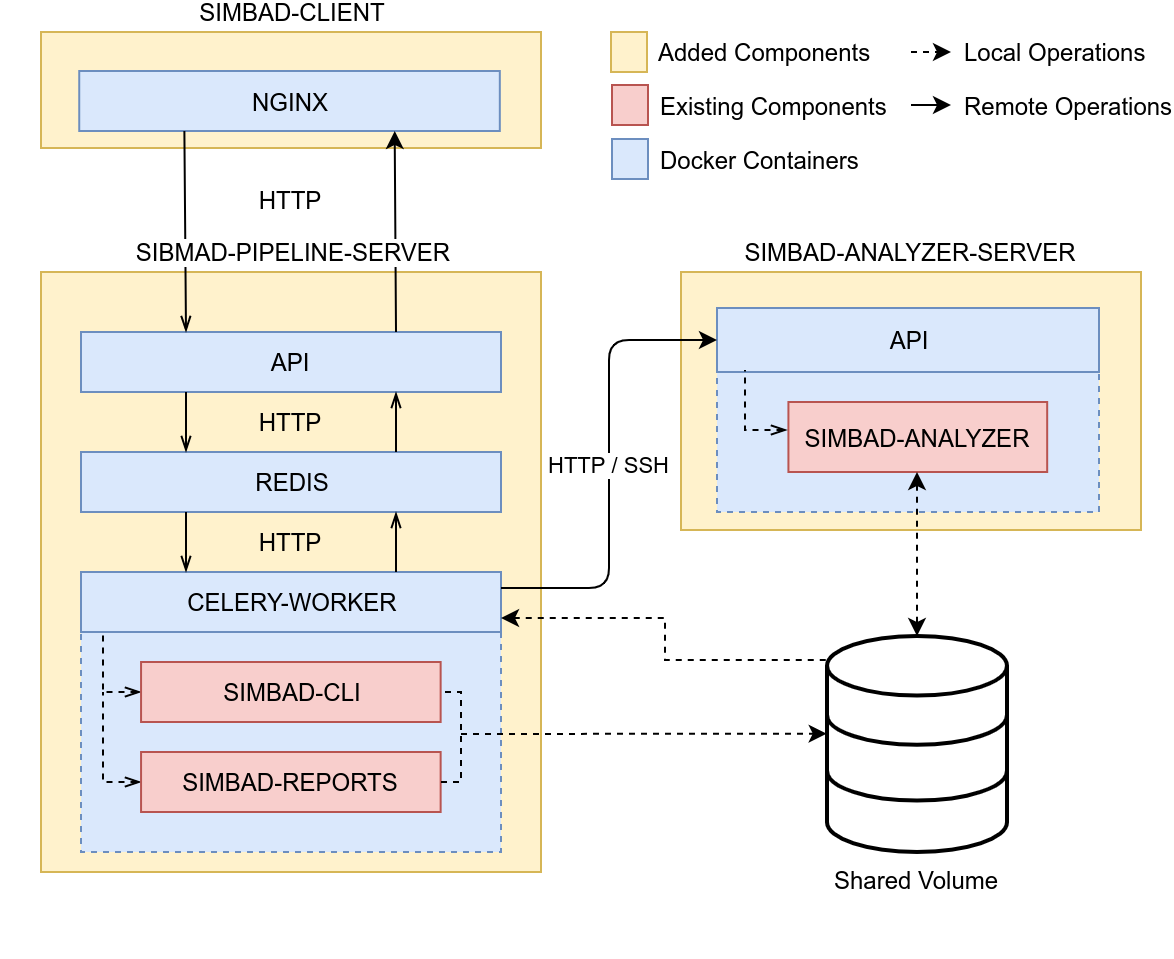 SIMBAD-CLIENT
NGINX
Added Components
Local Operations
Existing Components
Remote Operations
Docker Containers
HTTP
SIBMAD-PIPELINE-SERVER
SIMBAD-ANALYZER-SERVER
API
API
HTTP
SIMBAD-ANALYZER
HTTP / SSH
REDIS
HTTP
CELERY-WORKER
SIMBAD-CLI
SIMBAD-REPORTS
Shared Volume